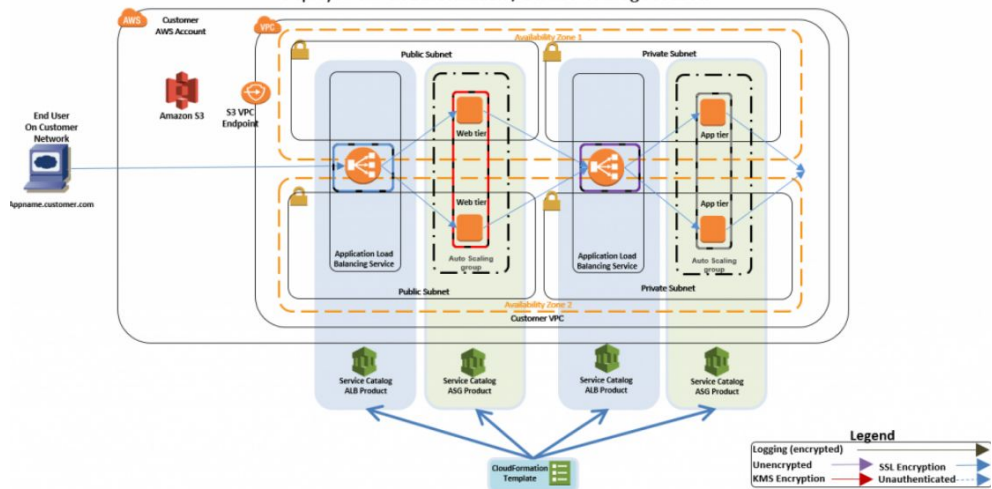 AWS
Customer
AWS Account
VPC
Availability Zone 1
Public Subnet
Private Subnet
Amazon S3
S3 VPC
Endpoint
End User
On Customer
Network
Appname.customer.com
Web tier
App tier
Web tier
App tier
Application Load
Balancing Service
Auto Scaling
group
Application Load
Balancing Service
Auto Scaling
group
Public Subnet
Private Subnet
Availability Zone 2
Customer VPC
Service Catalog
ALB Product
Service Catalog
ASG Product
Service Catalog
ALB Product
Service Catalog
ASG Product
CloudFormation
Template
Legend
Logging (encrypted)
Unencrypted
SSL Encryption
KMS Encryption
Unauthenticated